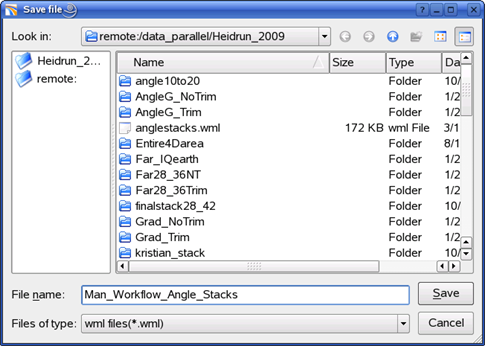 Save file
Look in: remote:/data_parallel/Heidrun_2009
Heidrun_2...
remote:
Name Size Type Da
angle10to20 Folder 10/
AngleG_NoTrim Folder 1/2
AngleG_Trim Folder 1/2
anglestacks.wml 172 KB wml File 3/1
Entire4Darea Folder 8/1
Far_IQearth Folder 1/2
Far28_36NT Folder 1/2
Far28_36Trim Folder 1/2
finalstack28_42 Folder 10/
Grad_NoTrim Folder 1/2
Grad_Trim Folder 1/2
kristian_stack Folder 10/
File name: Man_Workflow_Angle_Stacks Save
Files of type: wml files(*.wml) Cancel